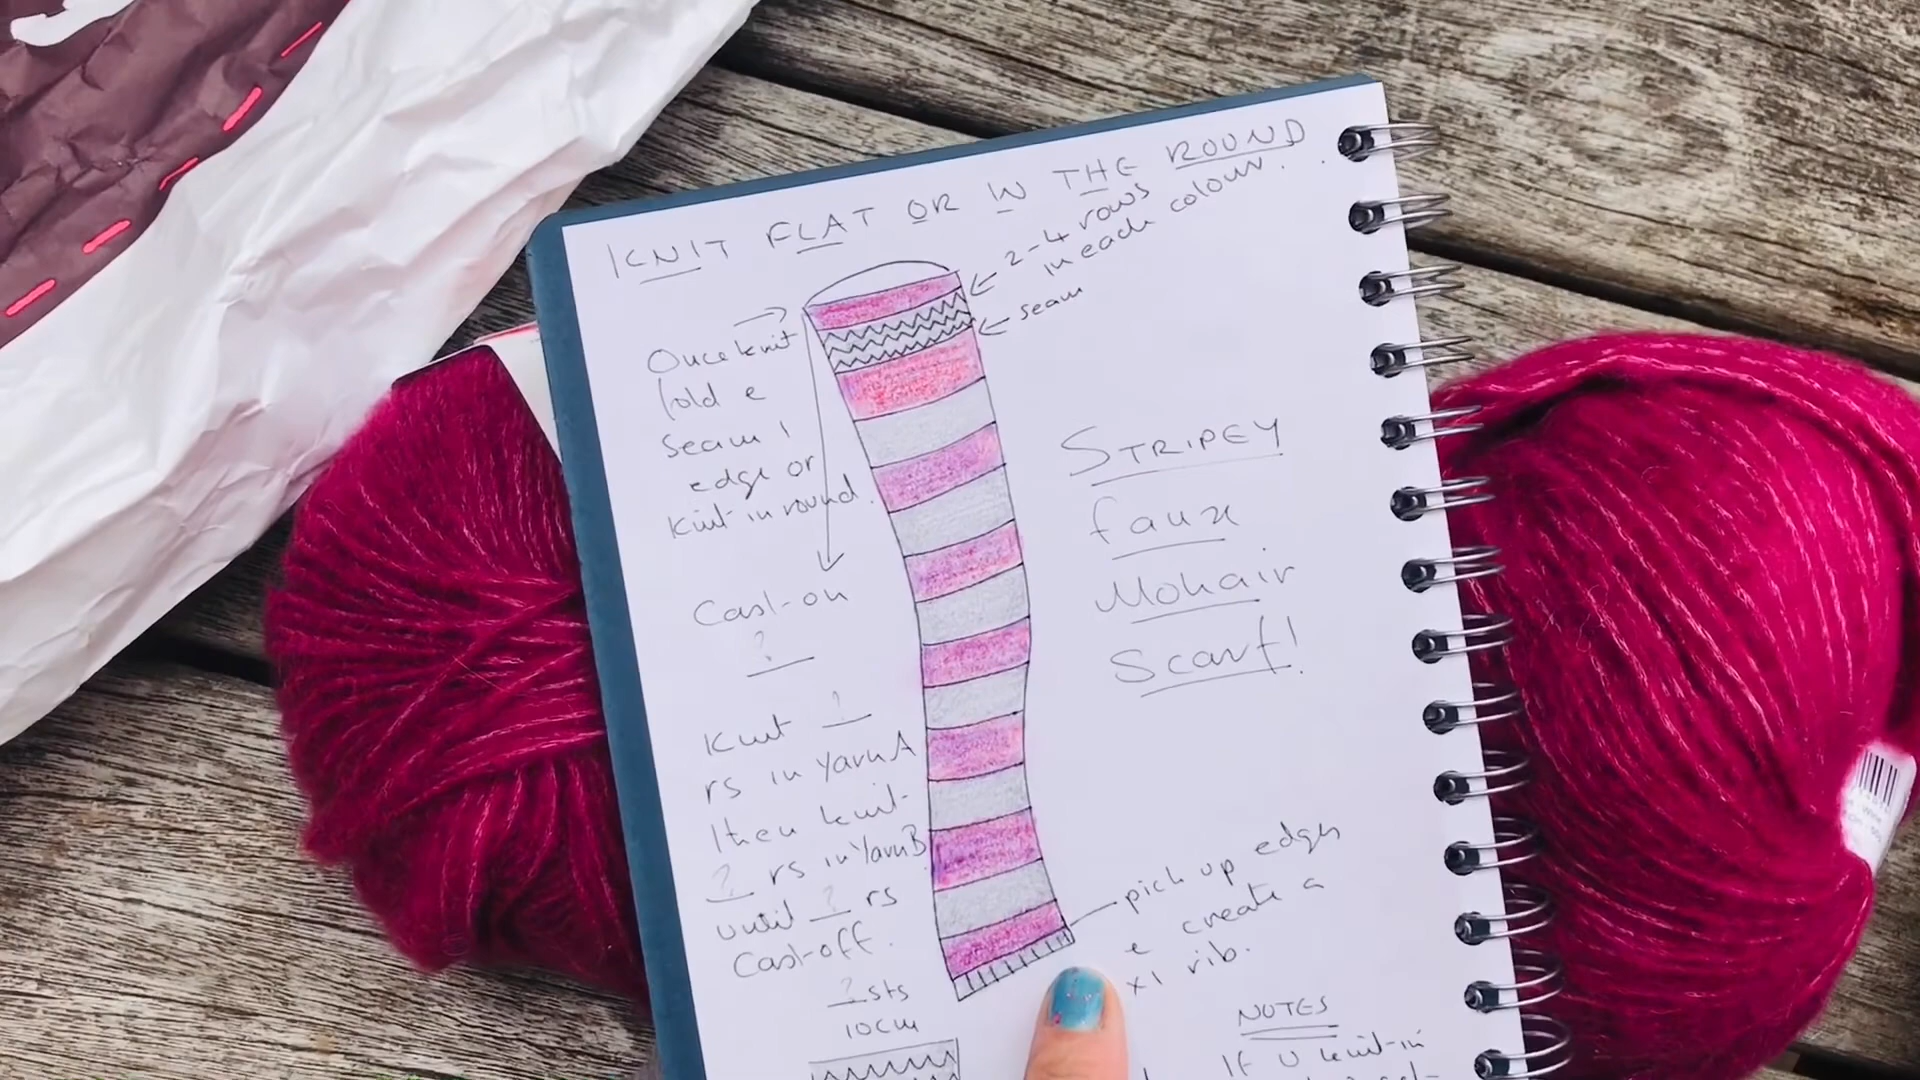 KNIT FLAT OR IN THE ROUND
2-4 rows
in each colour.
seam
Once knit
fold e
seam 1
edge or
knit in round.
Cast-on
?
Knit ?
rs in Yarn A
then knit
? rs in Yarn B
until ? rs
Cast-off.
? sts
10cm
STRIPEY
faux
Mohair
Scarf!
pick up edges
e create a
x1 rib.
NOTES
If U knit in